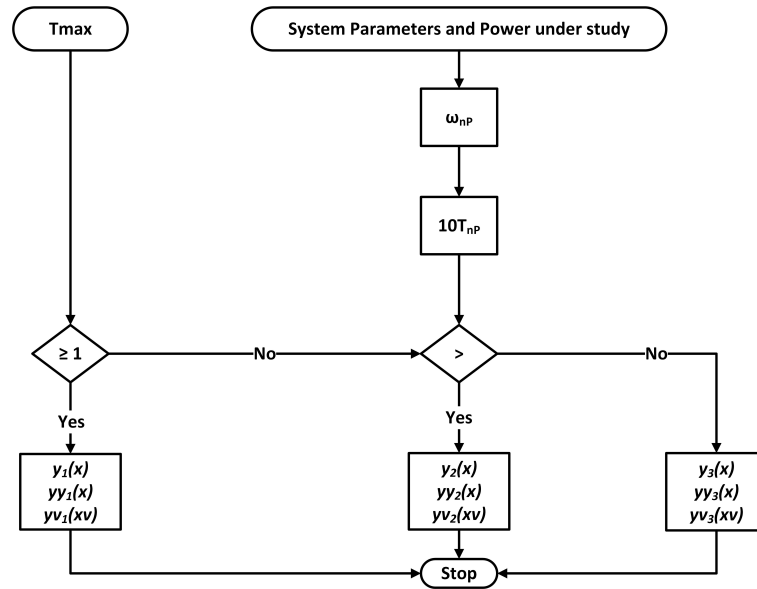 Tmax
System Parameters and Power under study
ωnP
10TnP
≥ 1
No
>
No
Yes
Yes
y1(x)
yy1(x)
yv1(xv)
y2(x)
yy2(x)
yv2(xv)
y3(x)
yy3(x)
yv3(xv)
Stop